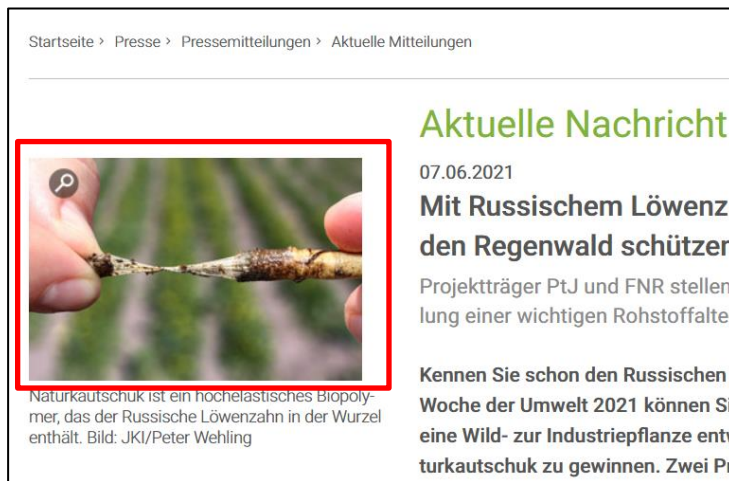 Startseite > Presse > Pressemitteilungen > Aktuelle Mitteilungen
Naturkautschuk ist ein hochelastisches Biopoly-
mer, das der Russische Löwenzahn in der Wurzel
enthält. Bild: JKI/Peter Wehling
Aktuelle Nachricht
07.06.2021
Mit Russischem Löwenz
den Regenwald schützen
Projektträger PtJ und FNR stellen
lung einer wichtigen Rohstoffalte
Kennen Sie schon den Russischen
Woche der Umwelt 2021 können Si
eine Wild- zur Industriepflanze entw
turkautschuk zu gewinnen. Zwei Pr